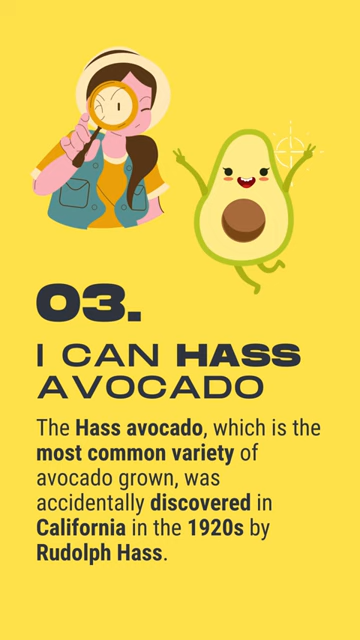 03.
I CAN HASS
AVOCADO
The Hass avocado, which is the
most common variety of
avocado grown, was
accidentally discovered in
California in the 1920s by
Rudolph Hass.